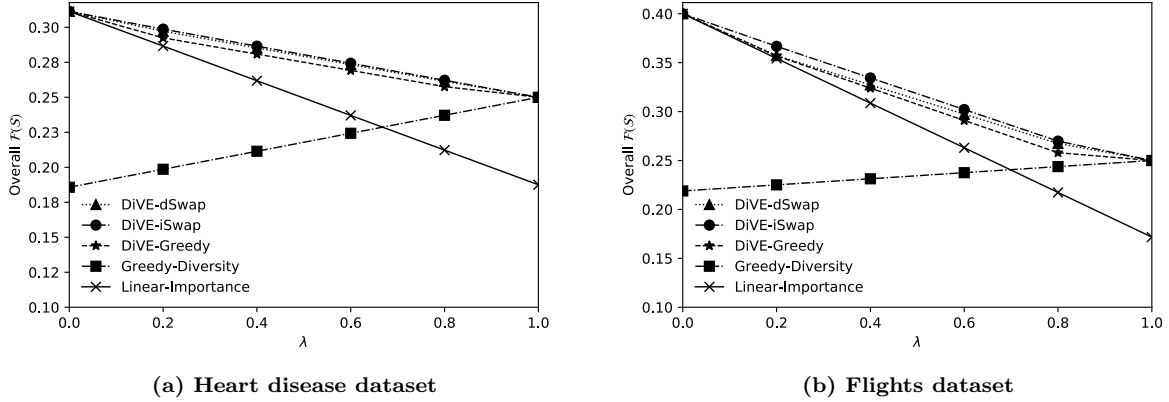 Overall F(S)
0.30
0.28
0.25
0.23
0.20
0.17
0.15
0.12
0.10
DiVE-dSwap
DiVE-iSwap
DiVE-Greedy
Greedy-Diversity
Linear-Importance
0.0 0.2 0.4 0.6 0.8 1.0
λ
(a) Heart disease dataset
Overall F(S)
0.40
0.35
0.30
0.25
0.20
0.15
0.10
DiVE-dSwap
DiVE-iSwap
DiVE-Greedy
Greedy-Diversity
Linear-Importance
0.0 0.2 0.4 0.6 0.8 1.0
λ
(b) Flights dataset